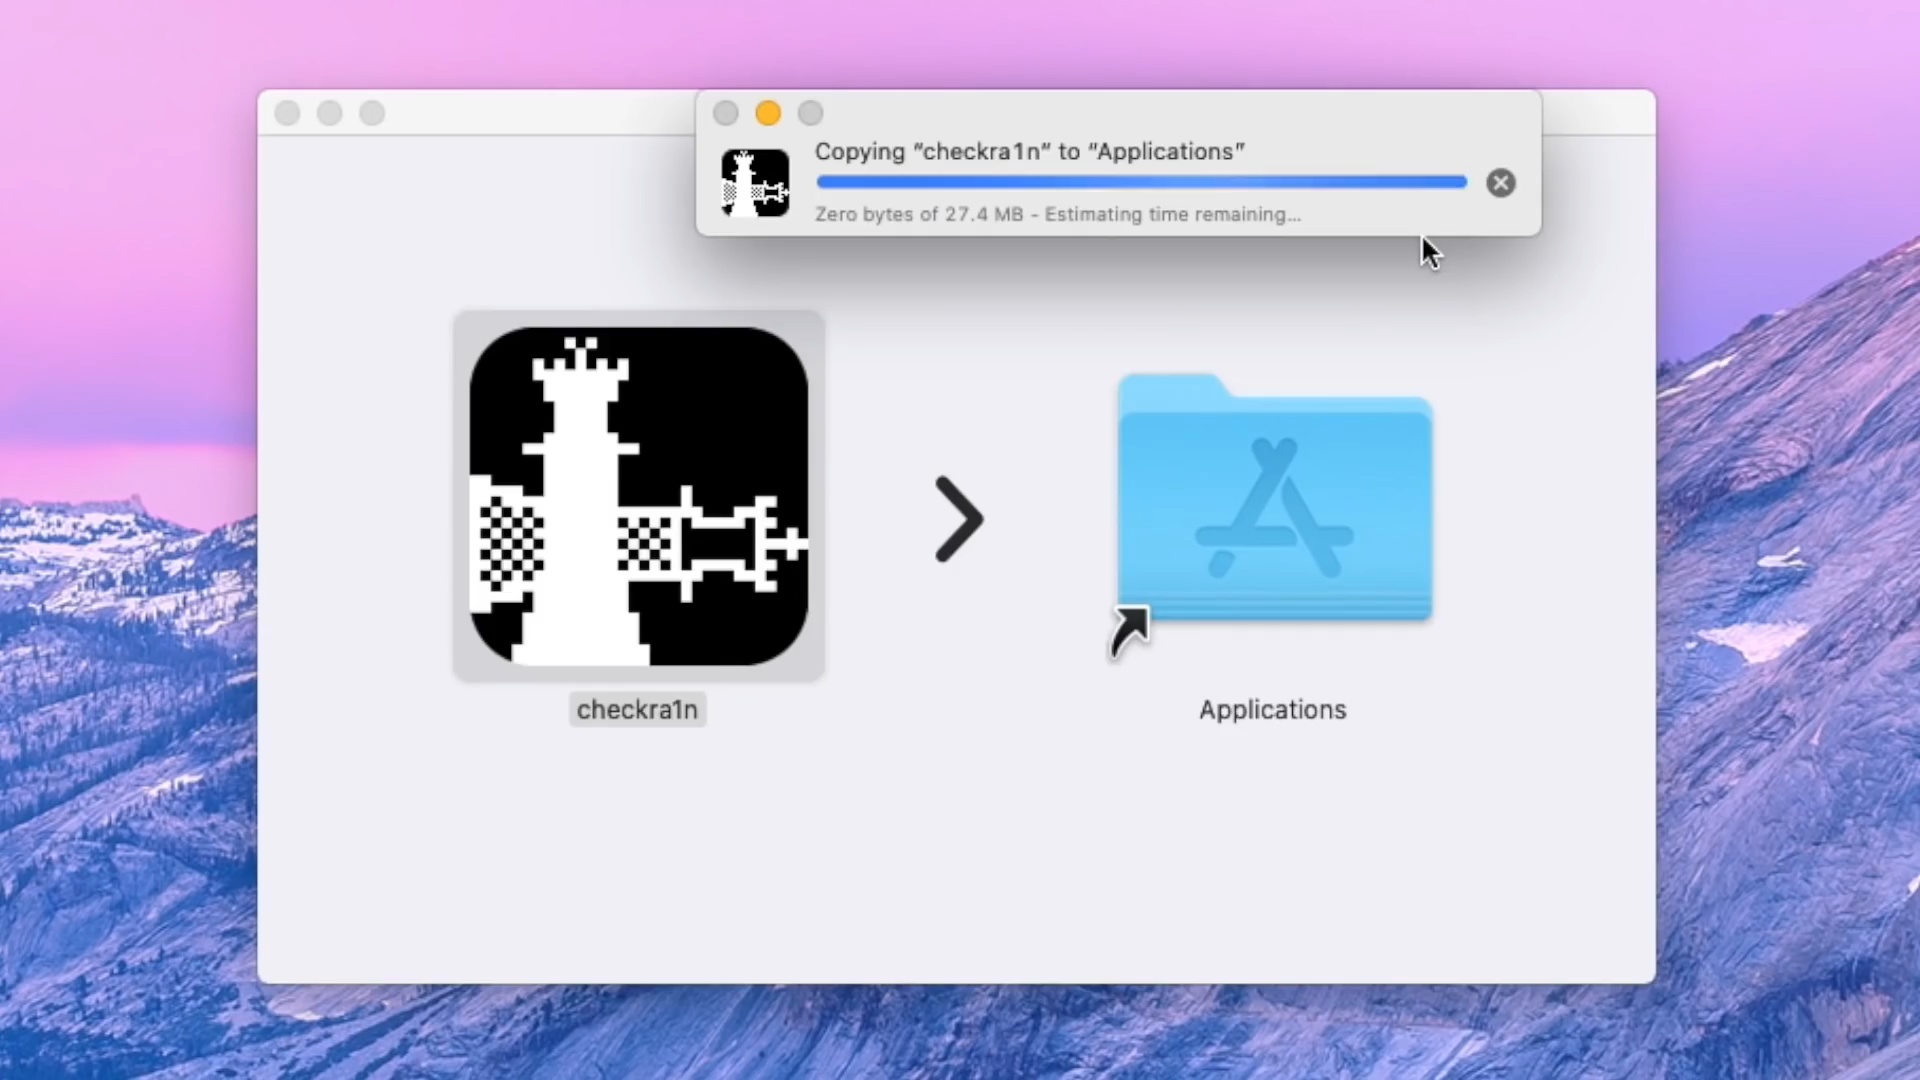 Copying “checkra1n” to “Applications”
Zero bytes of 27.4 MB - Estimating time remaining...
checkra1n
Applications